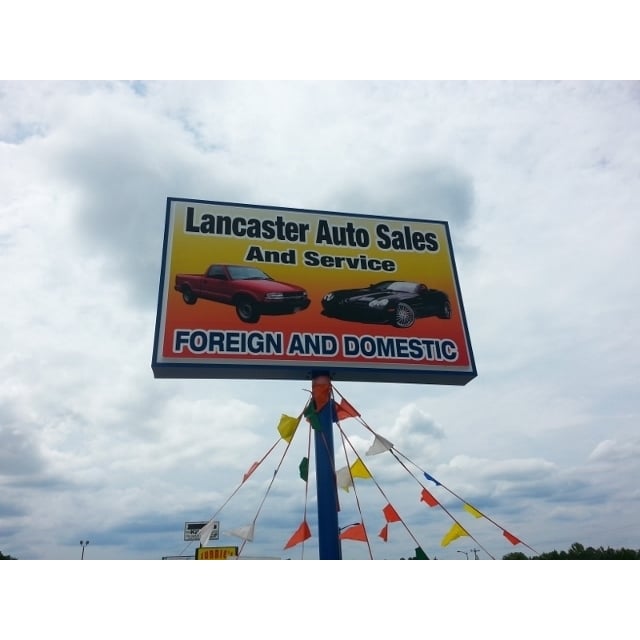 Lancaster Auto Sales
And Service
FOREIGN AND DOMESTIC